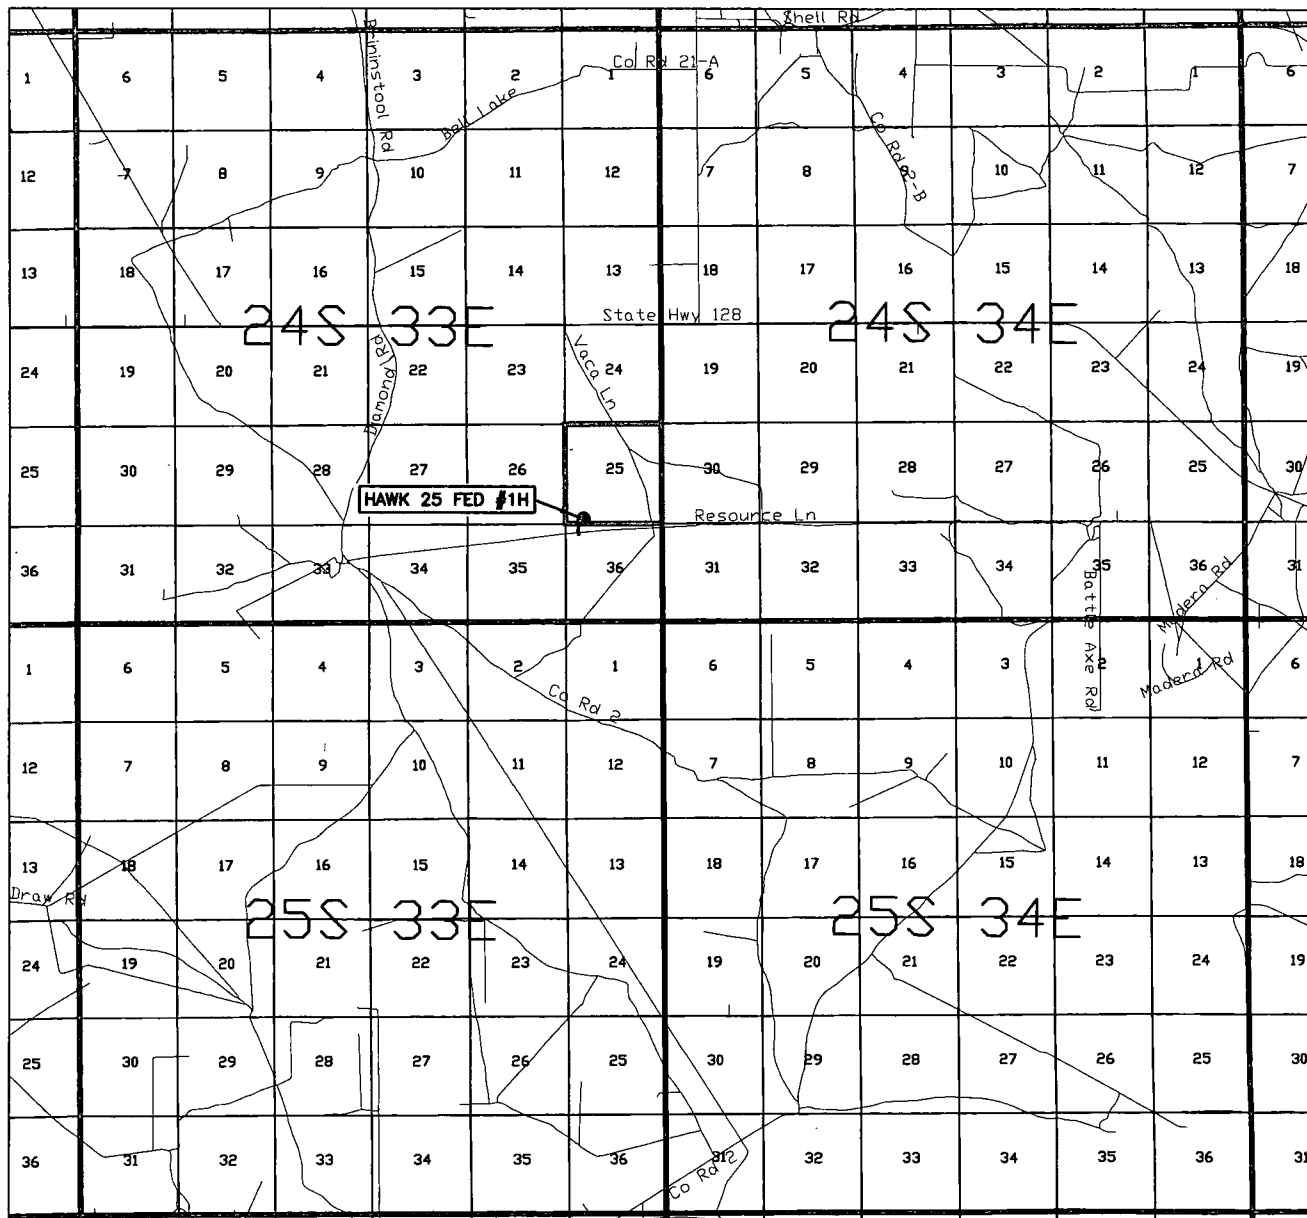 Shell Rd
Brininstool Rd
Co Rd 21-A
1 6 5 4 3 2 1 6 5 4 3 2 1 6
Bell Lake
Co Rd 2-B
12 7 8 9 10 11 12 7 8 9 10 11 12 7
13 18 17 16 15 14 13 18 17 16 15 14 13 18
24S 33E
State Hwy 128
24S 34E
Diamond Rd
Vaca Ln
24 19 20 21 22 23 24 19 20 21 22 23 24 19
25 30 29 28 27 26 25 30 29 28 27 26 25 30
HAWK 25 FED #1H
Resource Ln
36 31 32 33 34 35 36 31 32 33 34 35 36 31
Battle Axe Rd
Madera Rd
Madera Rd
1 6 5 4 3 2 1 6 5 4 3 2 1 6
Co Rd 2
12 7 8 9 10 11 12 7 8 9 10 11 12 7
13 18 17 16 15 14 13 18 17 16 15 14 13 18
Draw Rd
25S 33E
25S 34E
24 19 20 21 22 23 24 19 20 21 22 23 24 19
25 30 29 28 27 26 25 30 29 28 27 26 25 30
36 31 32 33 34 35 36 31 32 33 34 35 36 31
Co Rd 2